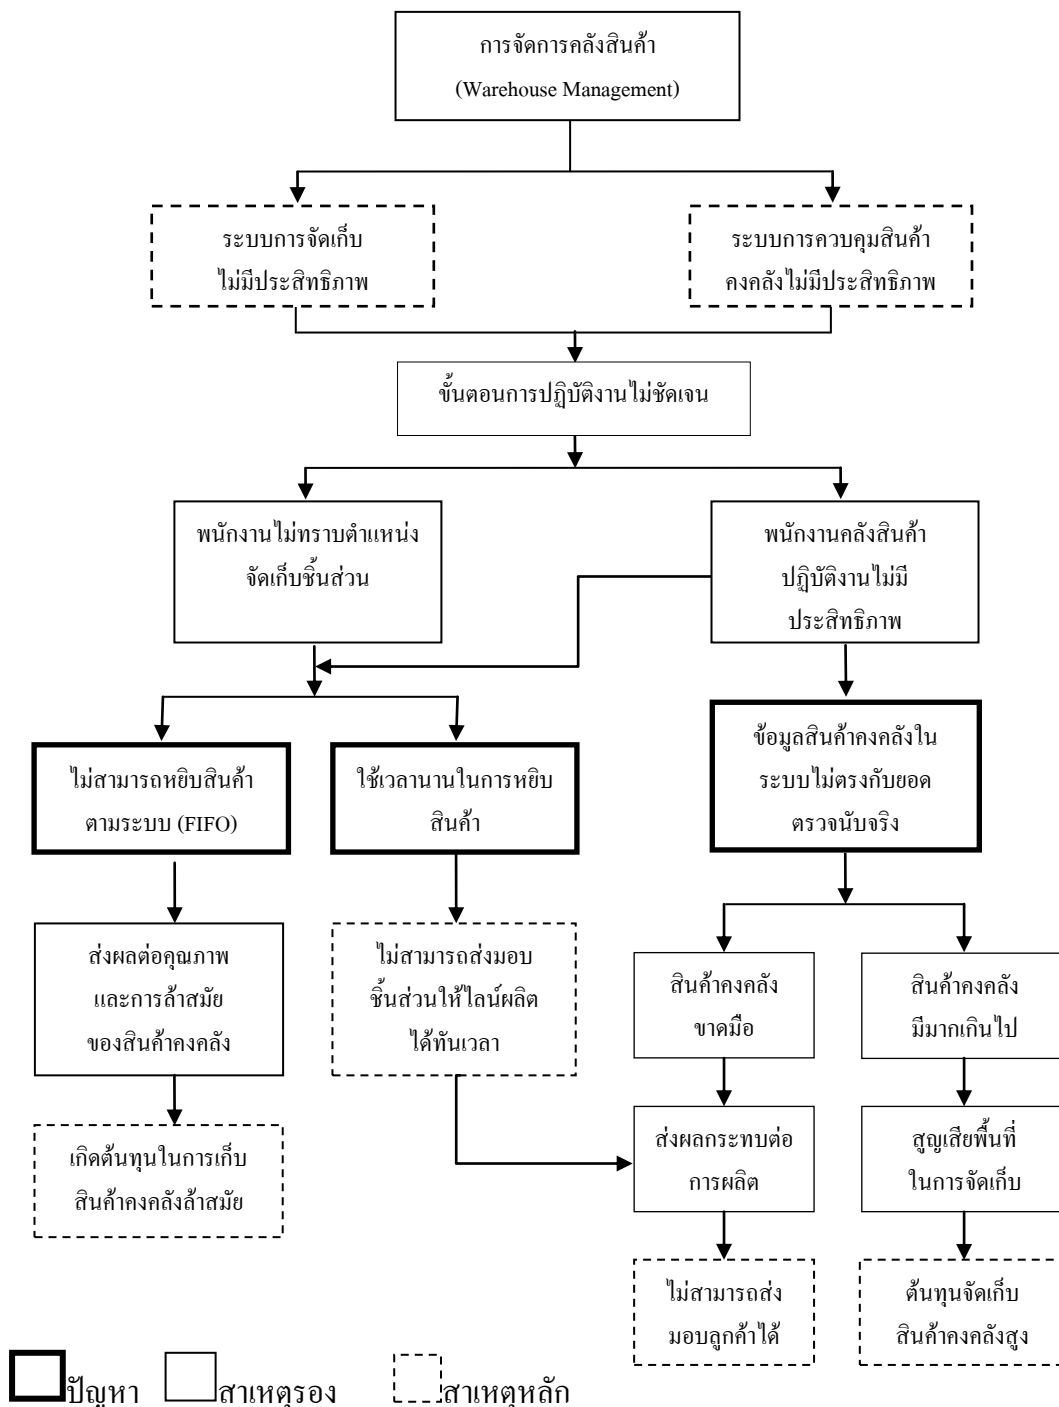 การจัดการคลังสินค้า
(Warehouse Management)
ระบบการจัดเก็บ
ไม่มีประสิทธิภาพ
ระบบการควบคุมสินค้า
คงคลังไม่มีประสิทธิภาพ
ขั้นตอนการปฏิบัติงานไม่ชัดเจน
พนักงานไม่ทราบตำแหน่ง
จัดเก็บชิ้นส่วน
พนักงานคลังสินค้า
ปฏิบัติงานไม่มี
ประสิทธิภาพ
ไม่สามารถหยิบสินค้า
ตามระบบ (FIFO)
ใช้เวลานานในการหยิบ
สินค้า
ข้อมูลสินค้าคงคลังใน
ระบบไม่ตรงกับยอด
ตรวจนับจริง
ส่งผลต่อคุณภาพ
และการล้าสมัย
ของสินค้าคงคลัง
ไม่สามารถส่งมอบ
ชิ้นส่วนให้ไลน์ผลิต
ได้ทันเวลา
สินค้าคงคลัง
ขาดมือ
สินค้าคงคลัง
มีมากเกินไป
เกิดต้นทุนในการเก็บ
สินค้าคงคลังล้าสมัย
ส่งผลกระทบต่อ
การผลิต
สูญเสียพื้นที่
ในการจัดเก็บ
ไม่สามารถส่ง
มอบลูกค้าได้
ต้นทุนจัดเก็บ
สินค้าคงคลังสูง
ปัญหา
สาเหตุรอง
สาเหตุหลัก